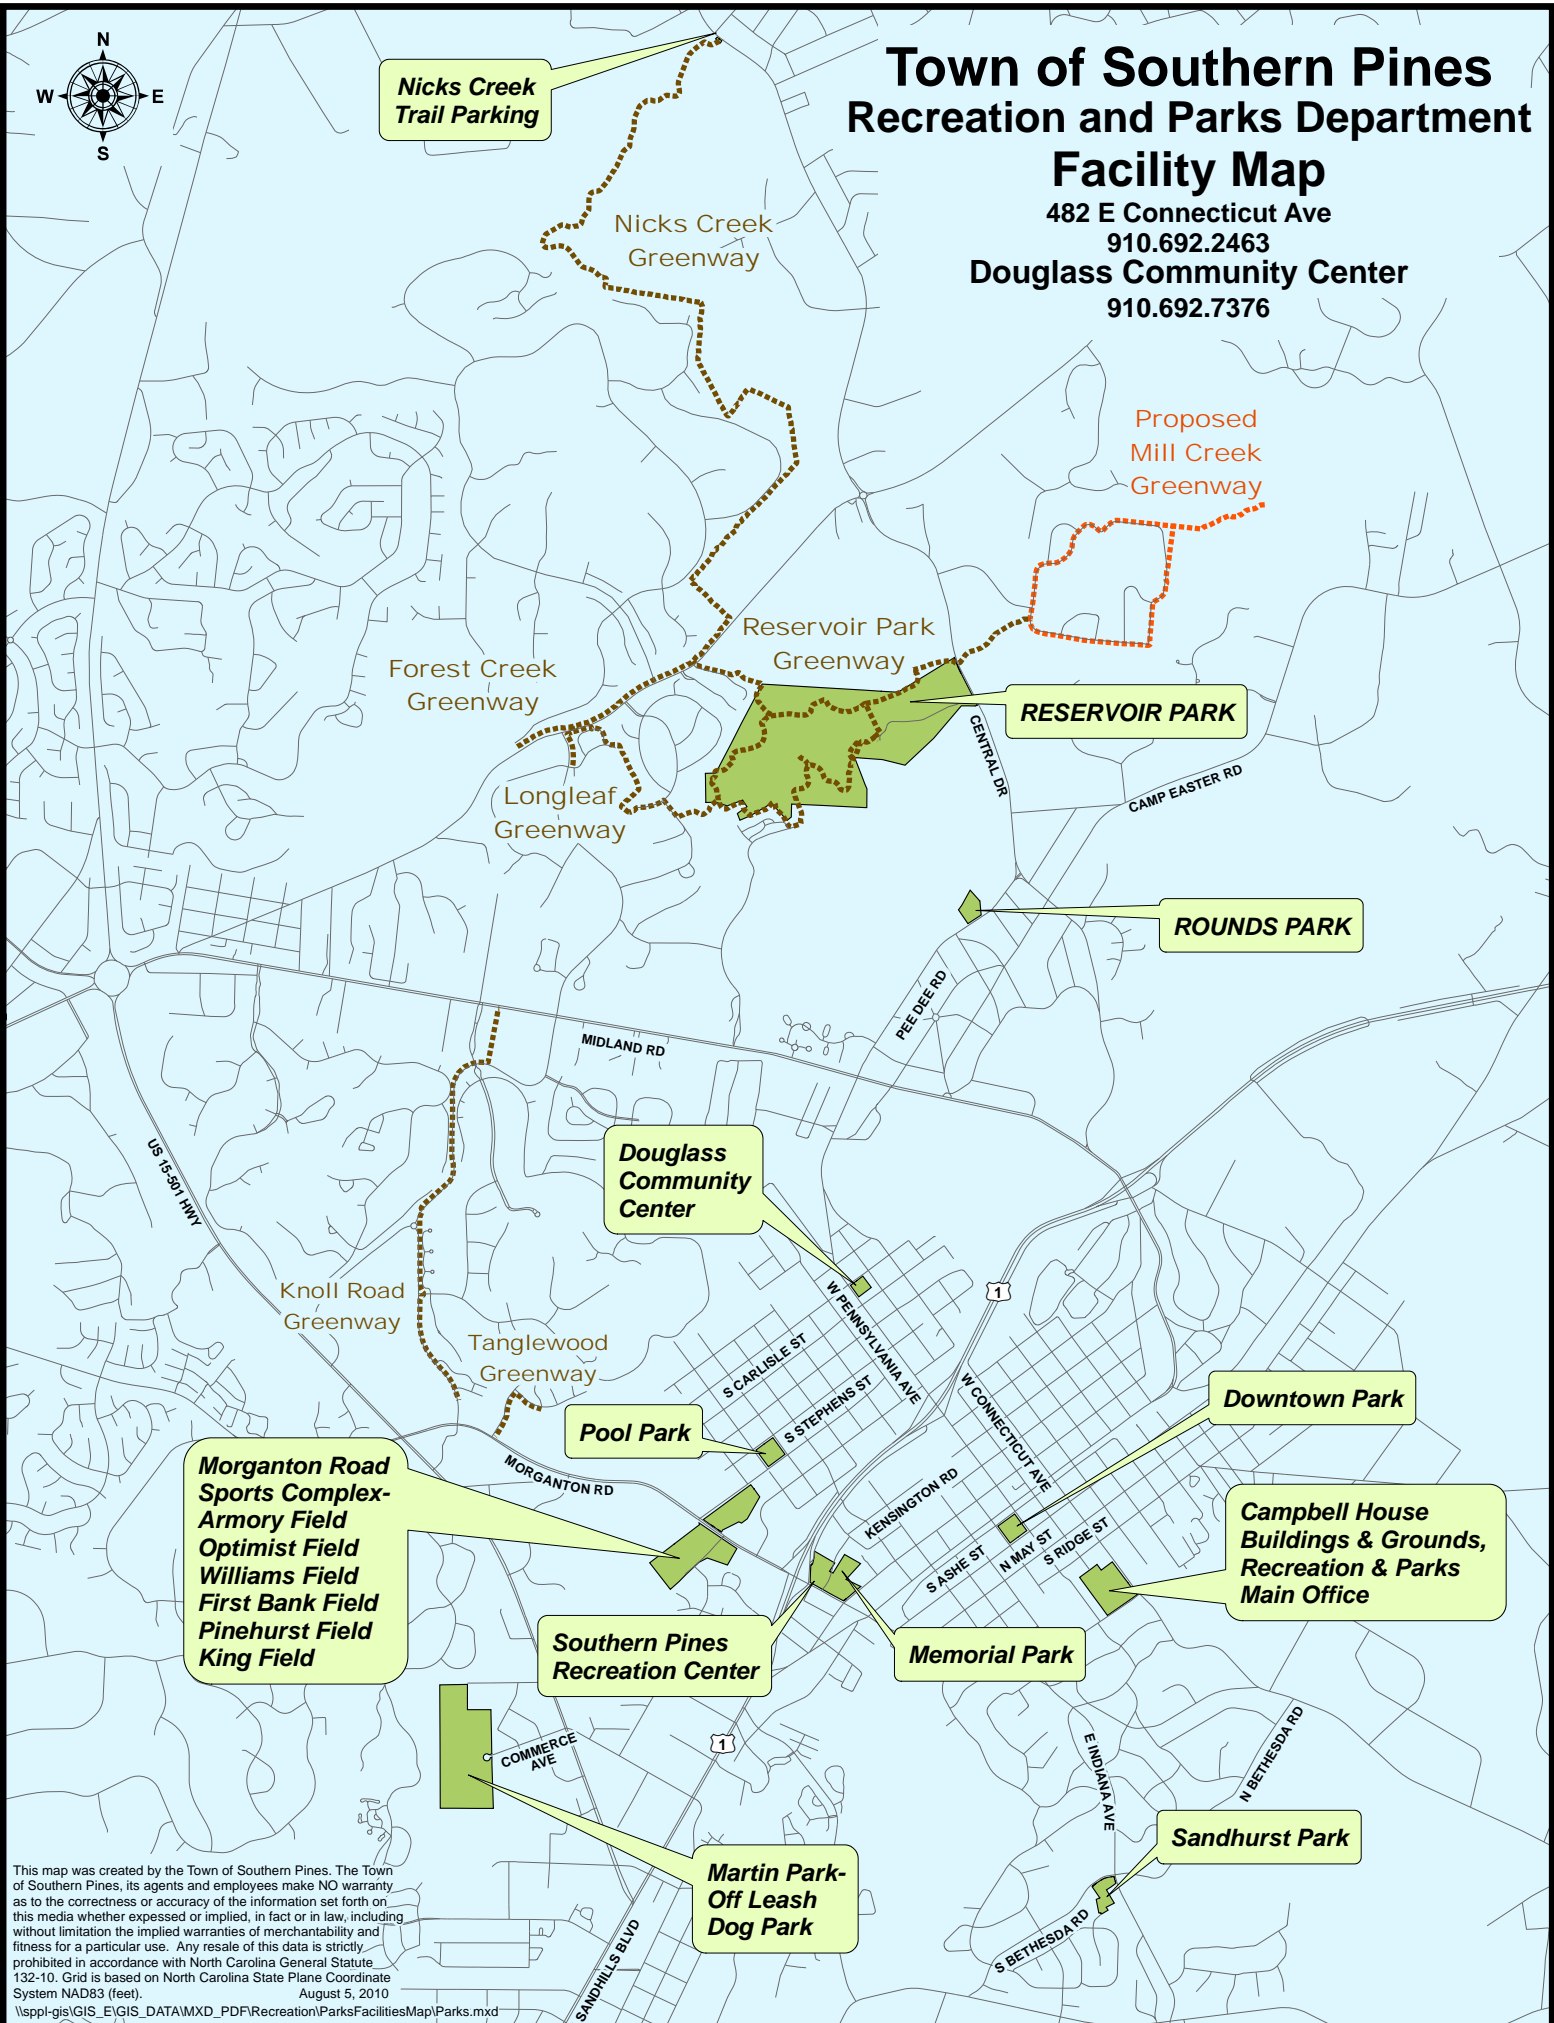 N
W
E
S
Nicks Creek
Trail Parking
Town of Southern Pines
Recreation and Parks Department
Facility Map
482 E Connecticut Ave
910.692.2463
Douglass Community Center
910.692.7376
Nicks Creek
Greenway
Proposed
Mill Creek
Greenway
Reservoir Park
Greenway
Forest Creek
Greenway
RESERVOIR PARK
CENTRAL DR
CAMP EASTER RD
Longleaf
Greenway
ROUNDS PARK
PEE DEE RD
MIDLAND RD
US 15-501 HWY
Douglass
Community
Center
Knoll Road
Greenway
W PENNSYLVANIA AVE
1
Tanglewood
Greenway
S CARLISLE ST
S STEPHENS ST
W CONNECTICUT AVE
Downtown Park
Pool Park
MORGANTON RD
Morganton Road
Sports Complex-
Armory Field
Optimist Field
Williams Field
First Bank Field
Pinehurst Field
King Field
KENSINGTON RD
S ASHE ST
N MAY ST
S RIDGE ST
Campbell House
Buildings & Grounds,
Recreation & Parks
Main Office
Southern Pines
Recreation Center
Memorial Park
1
COMMERCE
AVE
E INDIANA AVE
N BETHESDA RD
Sandhurst Park
Martin Park-
Off Leash
Dog Park
S BETHESDA RD
SANDHILLS BLVD
This map was created by the Town of Southern Pines. The Town
of Southern Pines, its agents and employees make NO warranty
as to the correctness or accuracy of the information set forth on
this media whether expressed or implied, in fact or in law, including
without limitation the implied warranties of merchantability and
fitness for a particular use. Any resale of this data is strictly
prohibited in accordance with North Carolina General Statute
132-10. Grid is based on North Carolina State Plane Coordinate
System NAD83 (feet). August 5, 2010
\\sppl-gis\GIS_E\GIS_DATA\MXD_PDF\Recreation\ParksFacilitiesMap\Parks.mxd